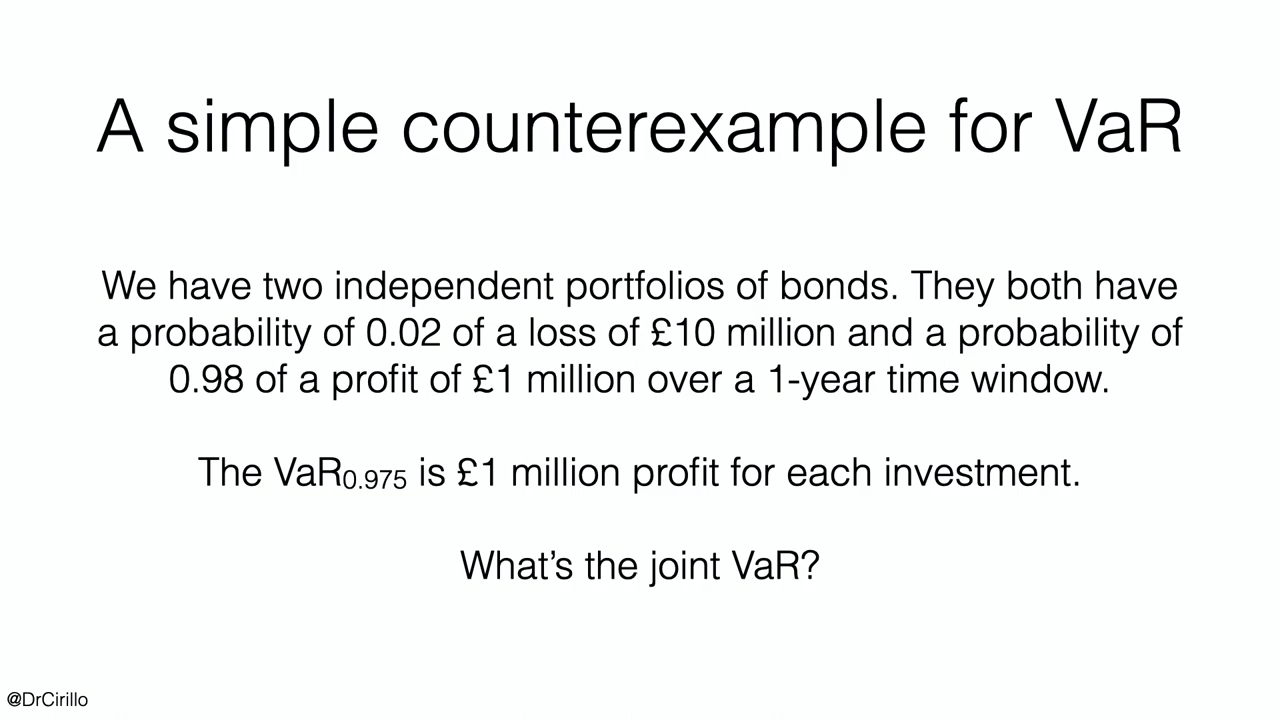 A simple counterexample for VaR
We have two independent portfolios of bonds. They both have
a probability of 0.02 of a loss of £10 million and a probability of
0.98 of a profit of £1 million over a 1-year time window.
The VaR0.975 is £1 million profit for each investment.
What’s the joint VaR?
@DrCirillo